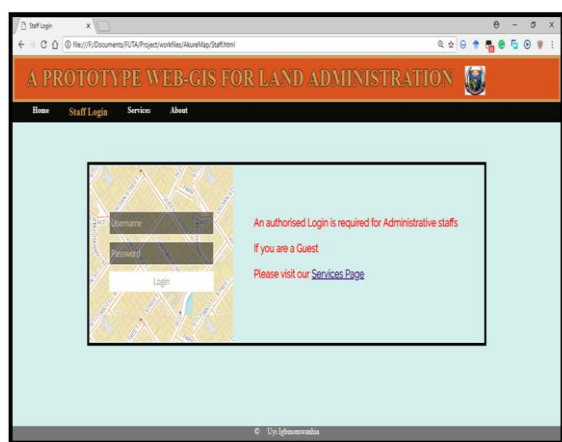 Staff Login
file:///F:/Documents/FUTA/Project/workfiles/AkureMap/Staff.html
A PROTOTYPE WEB-GIS FOR LAND ADMINISTRATION
Home Staff Login Services About
Username
Password
Login
An authorised Login is required for Administrative staffs
If you are a Guest
Please visit our Services Page
© Uyi Igbinomwanhia